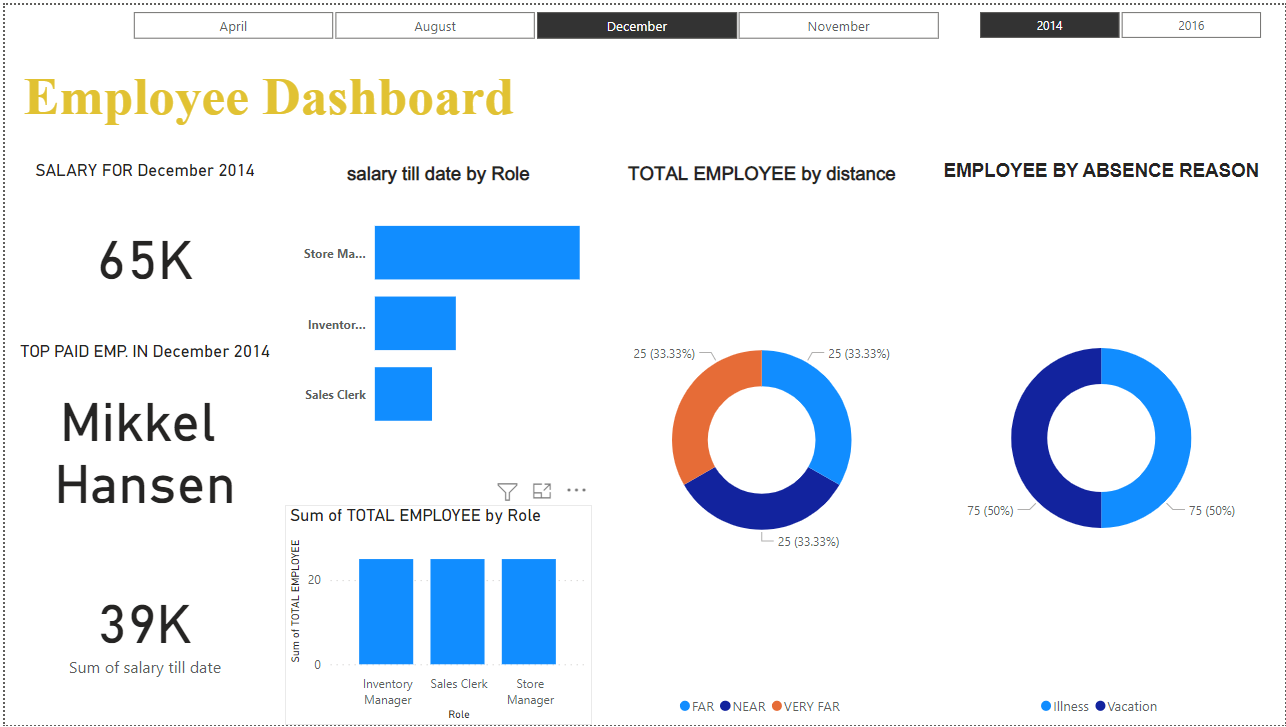 April August December November 2014 2016
Employee Dashboard
SALARY FOR December 2014
65K
TOP PAID EMP. IN December 2014
Mikkel
Hansen
39K
Sum of salary till date
salary till date by Role
Store Ma...
Inventor...
Sales Clerk
Sum of TOTAL EMPLOYEE by Role
Sum of TOTAL EMPLOYEE
20
0
Inventory
Manager
Sales Clerk
Store
Manager
Role
TOTAL EMPLOYEE by distance
25 (33.33%)
25 (33.33%)
25 (33.33%)
FAR NEAR VERY FAR
EMPLOYEE BY ABSENCE REASON
75 (50%)
75 (50%)
Illness Vacation